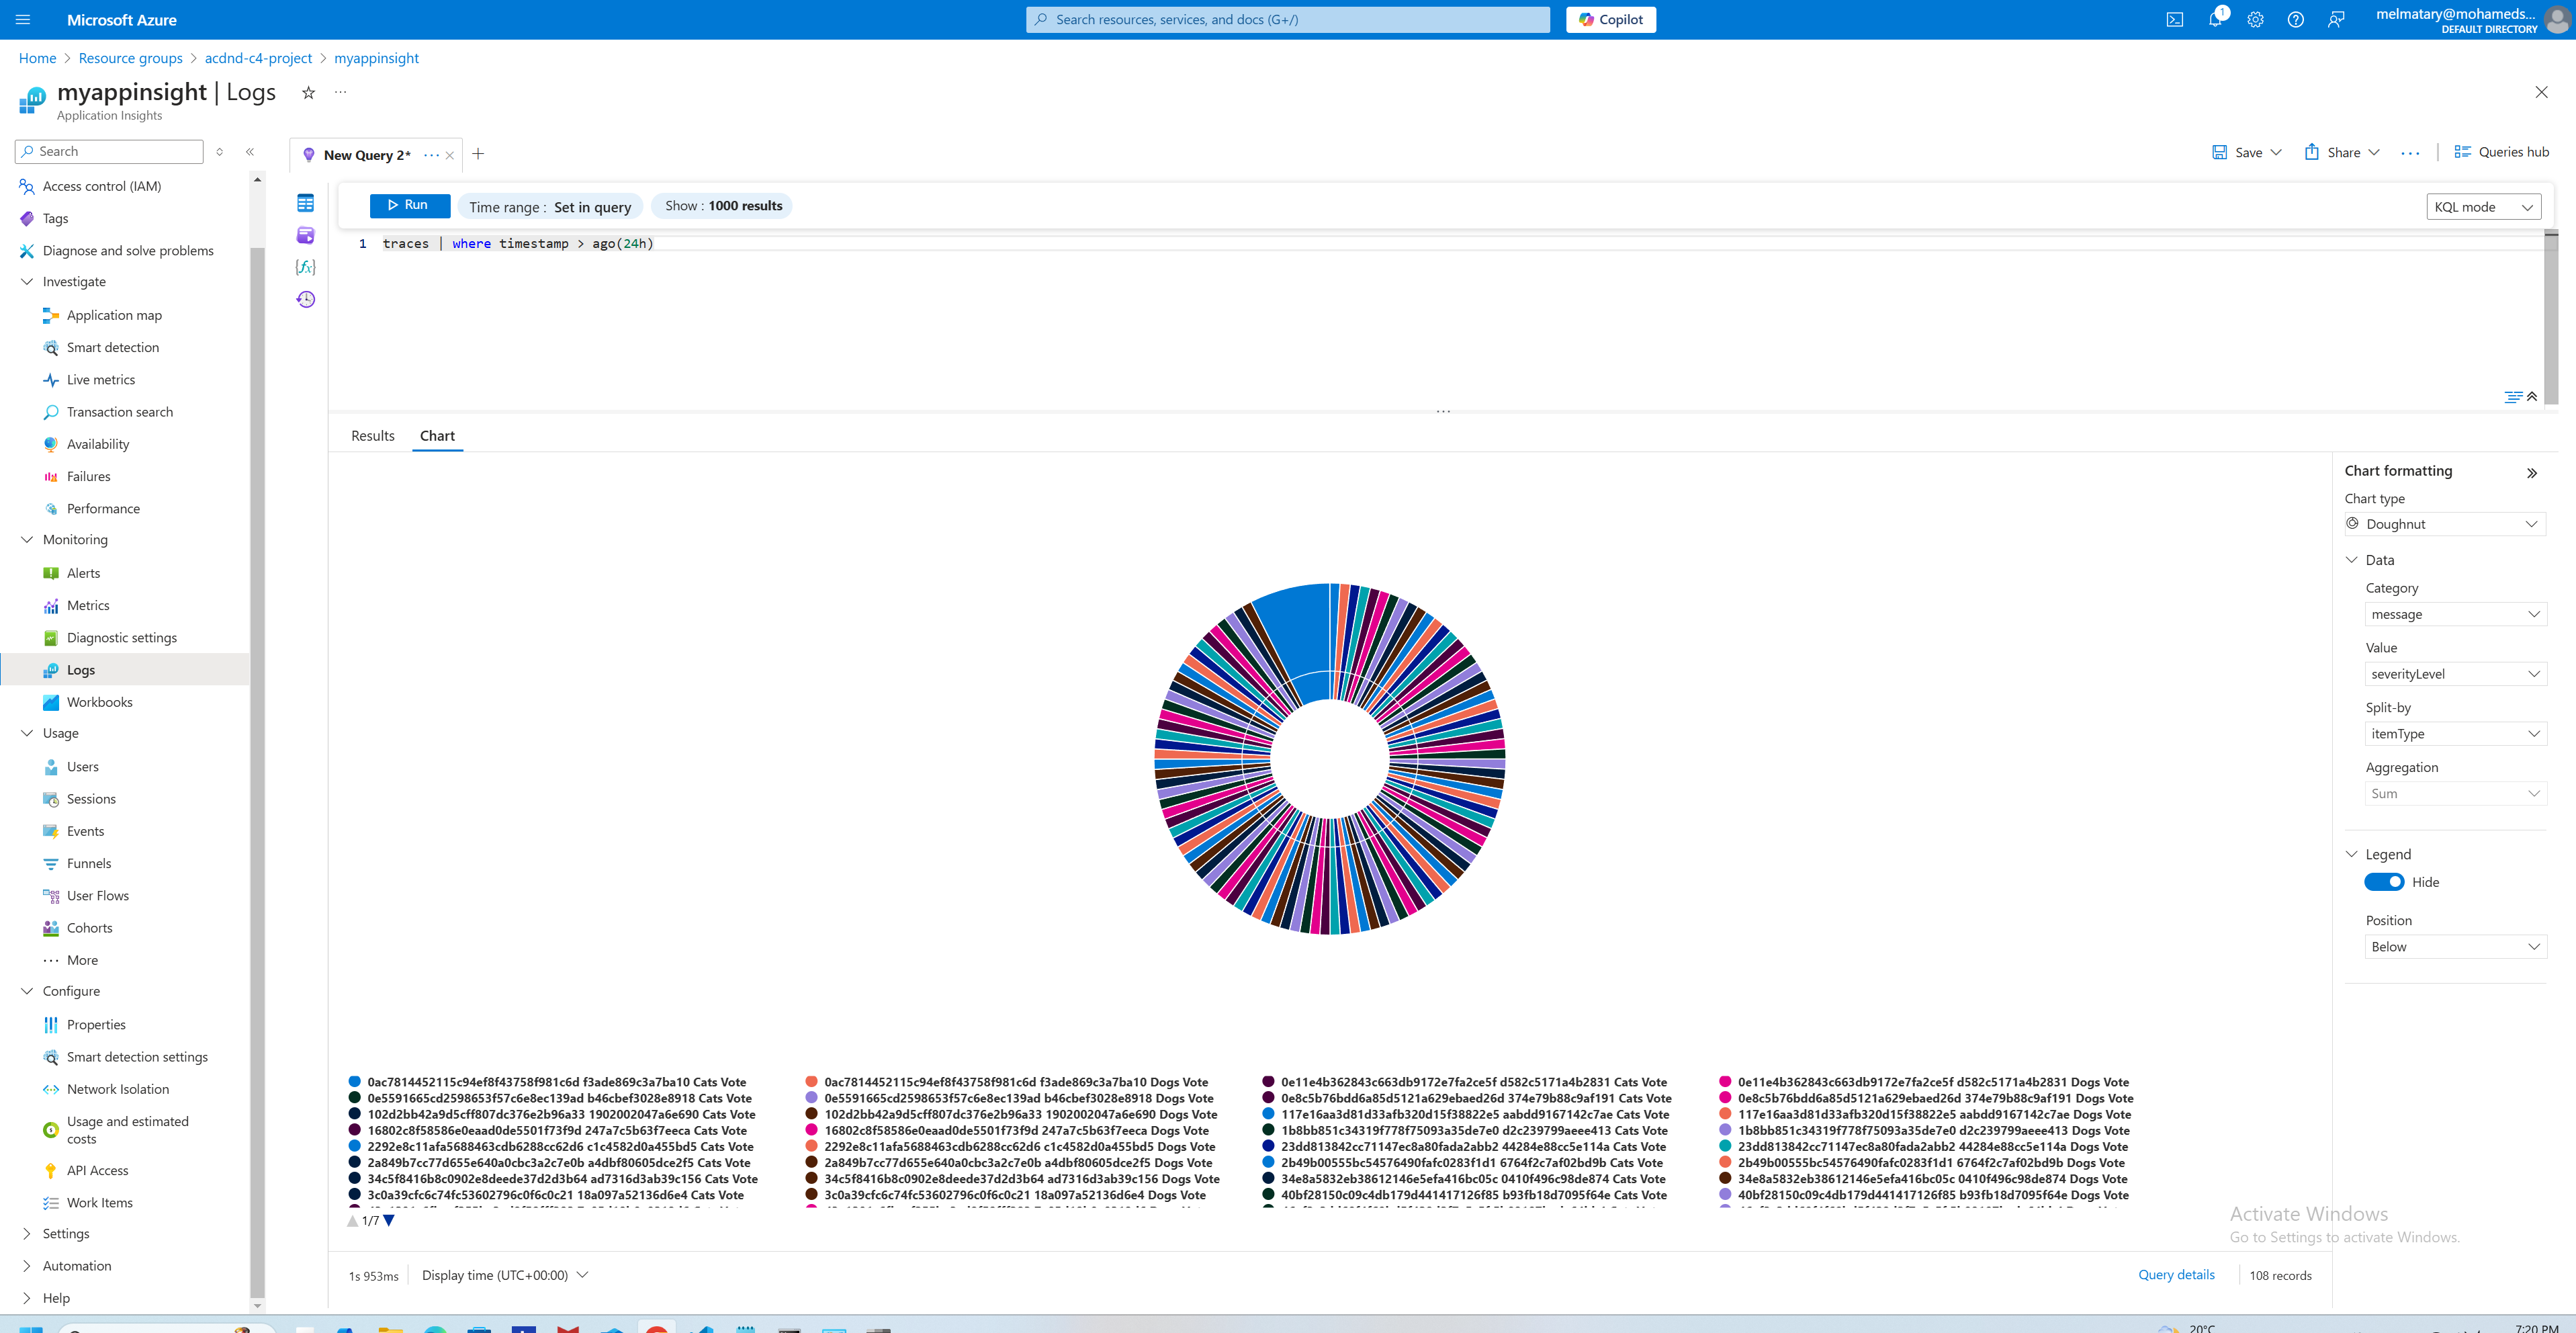 Microsoft Azure
Search resources, services, and docs (G+/)
Copilot
1
melmatary@mohameds...
DEFAULT DIRECTORY
Home > Resource groups > acdnd-c4-project > myappinsight
myappinsight | Logs
Application Insights
Search
New Query 2*
Save
Share
Queries hub
Access control (IAM)
Tags
Diagnose and solve problems
Investigate
Application map
Smart detection
Live metrics
Transaction search
Availability
Failures
Performance
Monitoring
Alerts
Metrics
Diagnostic settings
Logs
Workbooks
Usage
Users
Sessions
Events
Funnels
User Flows
Cohorts
More
Configure
Properties
Smart detection settings
Network Isolation
Usage and estimated
costs
API Access
Work Items
Settings
Automation
Help
Run
Time range : Set in query
Show : 1000 results
KQL mode
1 traces | where timestamp > ago(24h)
Results
Chart
Chart formatting
Chart type
Doughnut
Data
Category
message
Value
severityLevel
Split-by
itemType
Aggregation
Sum
Legend
Hide
Position
Below
0ac7814452115c94ef8f43758f981c6d f3ade869c3a7ba10 Cats Vote
0ac7814452115c94ef8f43758f981c6d f3ade869c3a7ba10 Dogs Vote
0e11e4b362843c663db9172e7fa2ce5f d582c5171a4b2831 Cats Vote
0e11e4b362843c663db9172e7fa2ce5f d582c5171a4b2831 Dogs Vote
0e5591665cd2598653f57c6e8ec139ad b46cbef3028e8918 Cats Vote
0e5591665cd2598653f57c6e8ec139ad b46cbef3028e8918 Dogs Vote
0e8c5b76bdd6a85d5121a629ebaed26d 374e79b88c9af191 Cats Vote
0e8c5b76bdd6a85d5121a629ebaed26d 374e79b88c9af191 Dogs Vote
102d2bb42a9d5cff807dc376e2b96a33 1902002047a6e690 Cats Vote
102d2bb42a9d5cff807dc376e2b96a33 1902002047a6e690 Dogs Vote
117e16aa3d81d33afb320d15f38822e5 aabdd9167142c7ae Cats Vote
117e16aa3d81d33afb320d15f38822e5 aabdd9167142c7ae Dogs Vote
16802c8f58586e0eaad0de5501f73f9d 247a7c5b63f7eeca Cats Vote
16802c8f58586e0eaad0de5501f73f9d 247a7c5b63f7eeca Dogs Vote
1b8bb851c34319f778f75093a35de7e0 d2c239799aeee413 Cats Vote
1b8bb851c34319f778f75093a35de7e0 d2c239799aeee413 Dogs Vote
2292e8c11afa5688463cdb6288cc62d6 c1c4582d0a455bd5 Cats Vote
2292e8c11afa5688463cdb6288cc62d6 c1c4582d0a455bd5 Dogs Vote
23dd813842cc71147ec8a80fada2abb2 44284e88cc5e114a Cats Vote
23dd813842cc71147ec8a80fada2abb2 44284e88cc5e114a Dogs Vote
2a849b7cc77d655e640a0cbc3a2c7e0b a4dbf80605dce2f5 Cats Vote
2a849b7cc77d655e640a0cbc3a2c7e0b a4dbf80605dce2f5 Dogs Vote
2b49b00555bc54576490fafc0283f1d1 6764f2c7af02bd9b Cats Vote
2b49b00555bc54576490fafc0283f1d1 6764f2c7af02bd9b Dogs Vote
34c5f8416b8c0902e8deede37d2d3b64 ad7316d3ab39c156 Cats Vote
34c5f8416b8c0902e8deede37d2d3b64 ad7316d3ab39c156 Dogs Vote
34e8a5832eb38612146e5efa416bc05c 0410f496c98de874 Cats Vote
34e8a5832eb38612146e5efa416bc05c 0410f496c98de874 Dogs Vote
3c0a39cfc6c74fc53602796c0f6c0c21 18a097a52136d6e4 Cats Vote
3c0a39cfc6c74fc53602796c0f6c0c21 18a097a52136d6e4 Dogs Vote
40bf28150c09c4db179d441417126f85 b93fb18d7095f64e Cats Vote
40bf28150c09c4db179d441417126f85 b93fb18d7095f64e Dogs Vote
1/7
Activate Windows
Go to Settings to activate Windows.
1s 953ms
Display time (UTC+00:00)
Query details
108 records
20°C
7:20 PM